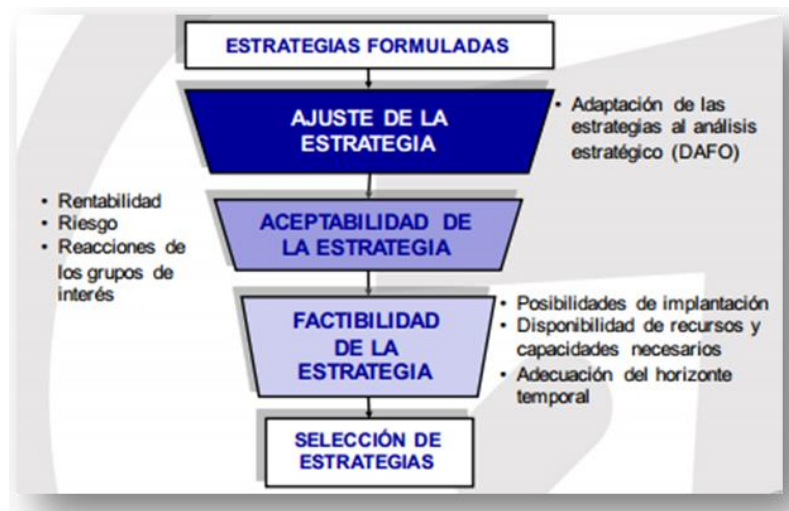 ESTRATEGIAS FORMULADAS
AJUSTE DE LA
ESTRATEGIA
• Adaptación de las
estrategias al análisis
estratégico (DAFO)
• Rentabilidad
• Riesgo
• Reacciones de
los grupos de
interés
ACEPTABILIDAD DE
LA ESTRATEGIA
FACTIBILIDAD
DE LA
ESTRATEGIA
• Posibilidades de implantación
• Disponibilidad de recursos y
capacidades necesarios
• Adecuación del horizonte
temporal
SELECCIÓN DE
ESTRATEGIAS